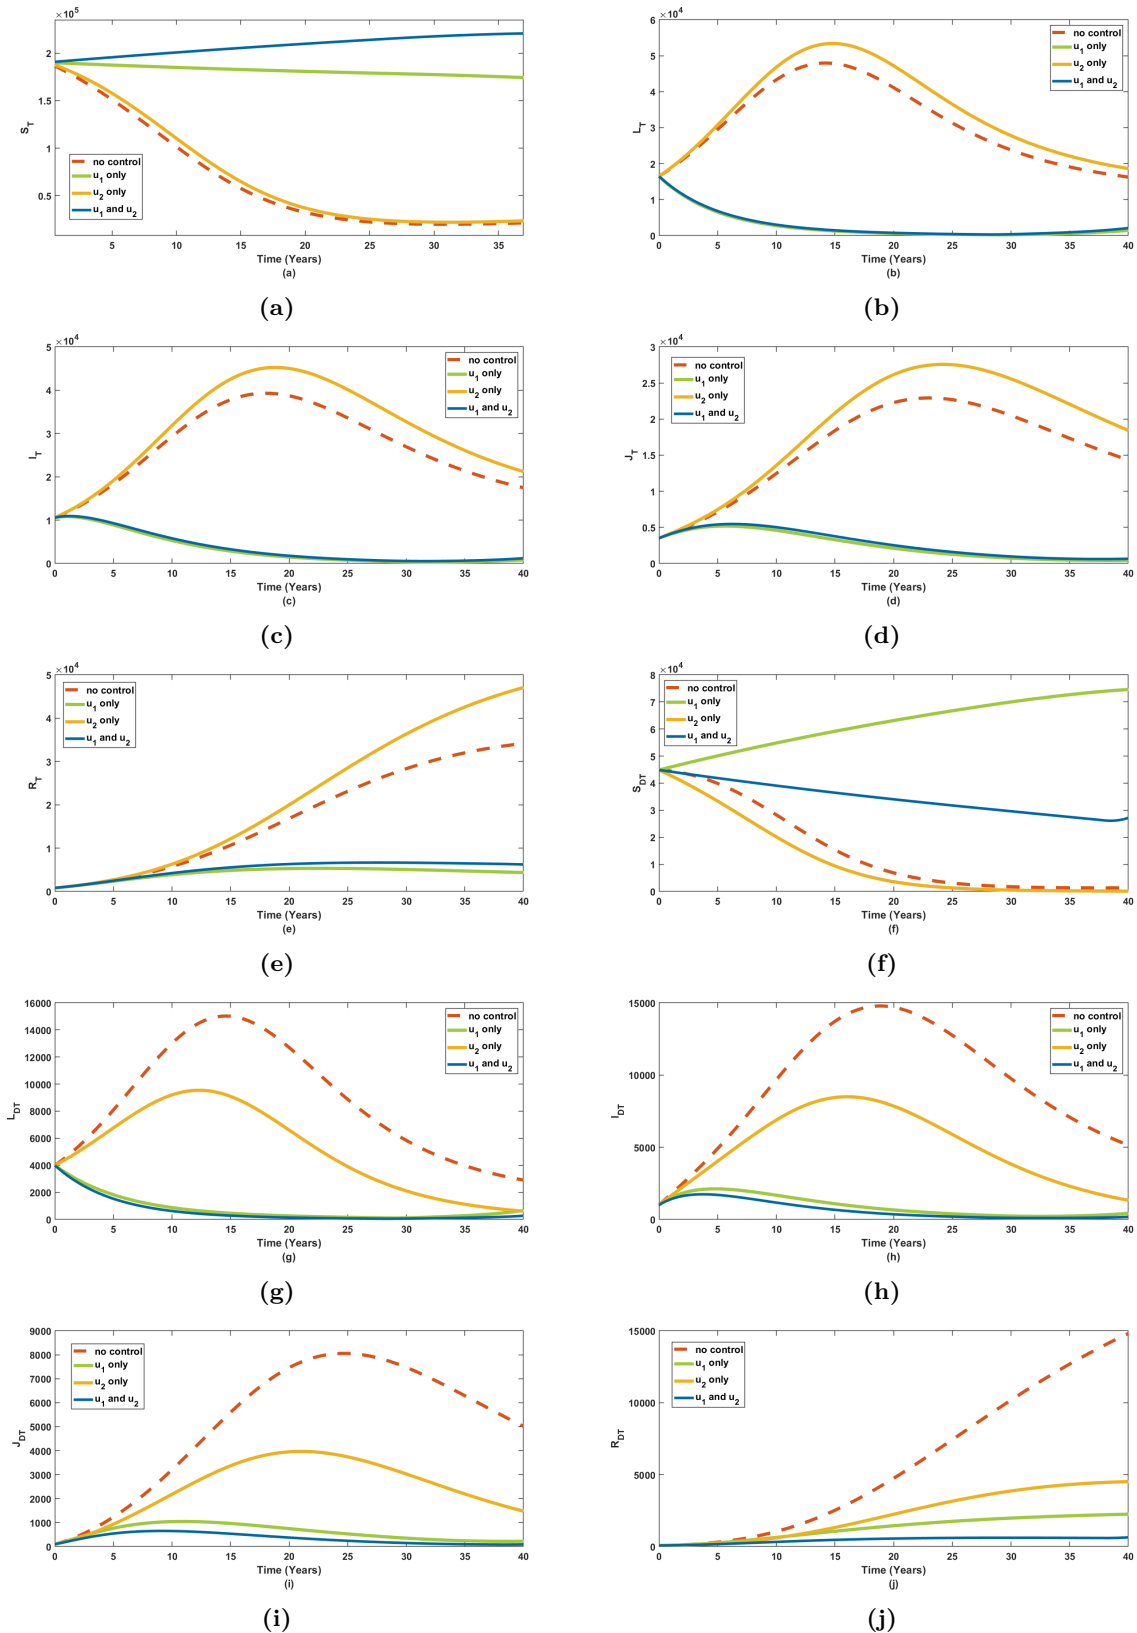 ×10^5
2
1.5
1
0.5
S_T
no control
u_1 only
u_2 only
u_1 and u_2
5 10 15 20 25 30 35
Time (Years)
(a)
(a)
×10^4
6
5
4
3
2
1
0
L_T
no control
u_1 only
u_2 only
u_1 and u_2
0 5 10 15 20 25 30 35 40
Time (Years)
(b)
(b)
×10^4
5
4
3
2
1
0
I_T
no control
u_1 only
u_2 only
u_1 and u_2
0 5 10 15 20 25 30 35 40
Time (Years)
(c)
(c)
×10^4
3
2.5
2
1.5
1
0.5
0
J_T
no control
u_1 only
u_2 only
u_1 and u_2
0 5 10 15 20 25 30 35 40
Time (Years)
(d)
(d)
×10^4
5
4
3
2
1
0
R_T
no control
u_1 only
u_2 only
u_1 and u_2
0 5 10 15 20 25 30 35 40
Time (Years)
(e)
(e)
×10^4
8
7
6
5
4
3
2
1
0
S_DT
no control
u_1 only
u_2 only
u_1 and u_2
0 5 10 15 20 25 30 35 40
Time (Years)
(f)
(f)
16000
14000
12000
10000
8000
6000
4000
2000
0
L_DT
no control
u_1 only
u_2 only
u_1 and u_2
0 5 10 15 20 25 30 35 40
Time (Years)
(g)
(g)
15000
10000
5000
0
I_DT
no control
u_1 only
u_2 only
u_1 and u_2
0 5 10 15 20 25 30 35 40
Time (Years)
(h)
(h)
9000
8000
7000
6000
5000
4000
3000
2000
1000
0
J_DT
no control
u_1 only
u_2 only
u_1 and u_2
0 5 10 15 20 25 30 35 40
Time (Years)
(i)
(i)
15000
10000
5000
0
R_DT
no control
u_1 only
u_2 only
u_1 and u_2
0 5 10 15 20 25 30 35 40
Time (Years)
(j)
(j)